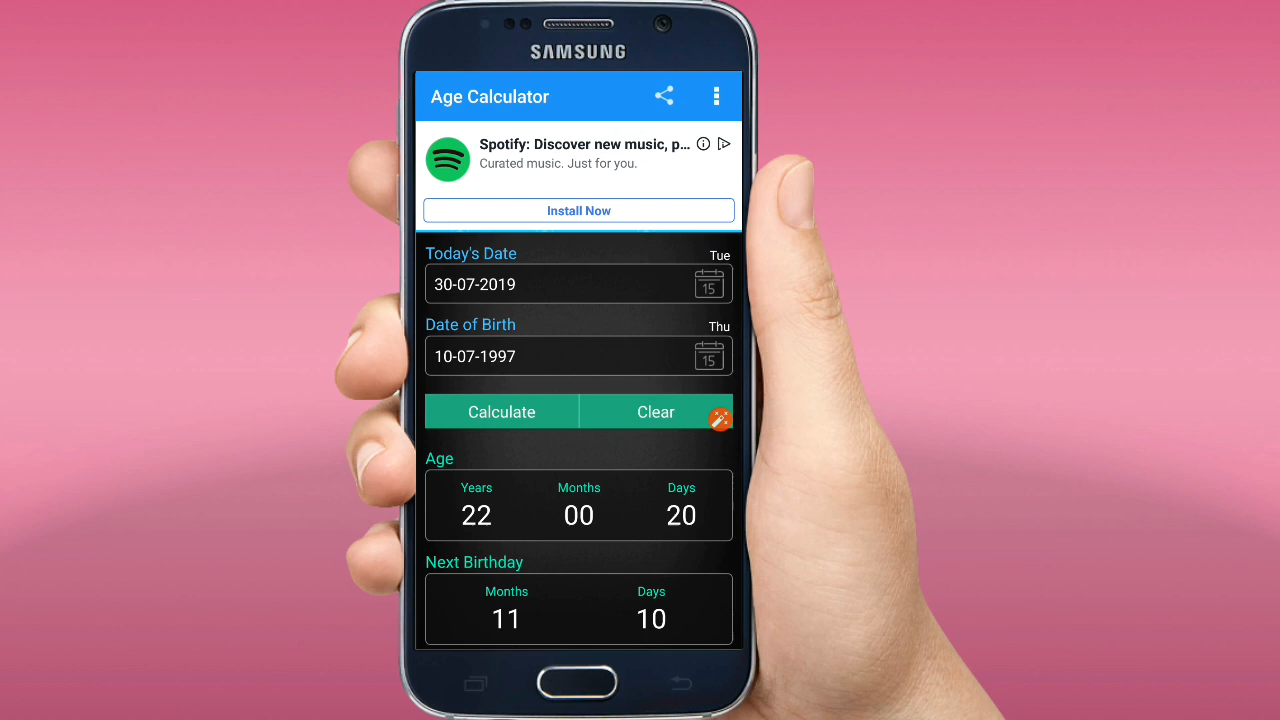 SAMSUNG
Age Calculator
Spotify: Discover new music, p...
Curated music. Just for you.
Install Now
Today's Date Tue
30-07-2019 15
Date of Birth Thu
10-07-1997 15
Calculate Clear
Age
Years Months Days
22 00 20
Next Birthday
Months Days
11 10